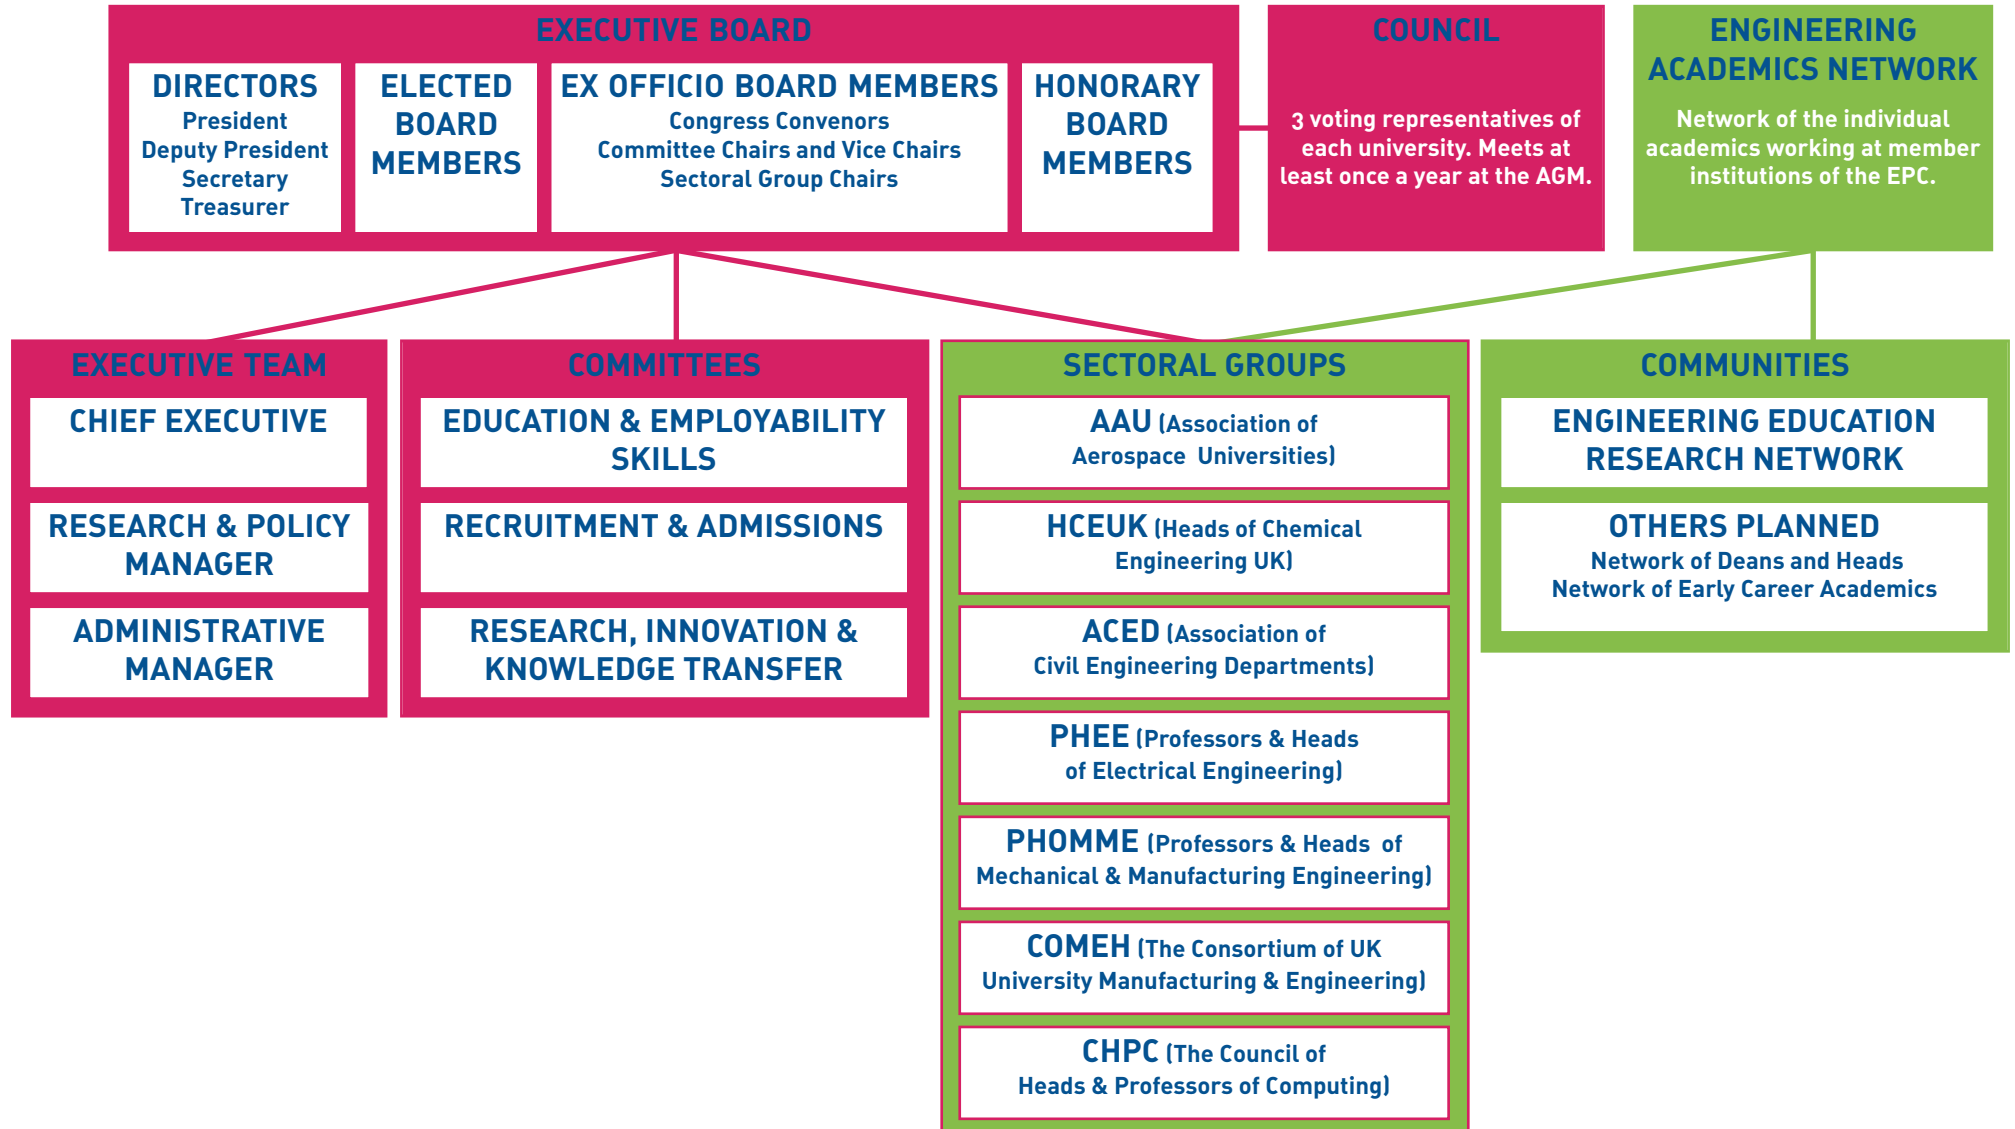 EXECUTIVE BOARD
DIRECTORS
President
Deputy President
Secretary
Treasurer
ELECTED
BOARD
MEMBERS
EX OFFICIO BOARD MEMBERS
Congress Convenors
Committee Chairs and Vice Chairs
Sectoral Group Chairs
HONORARY
BOARD
MEMBERS
COUNCIL
3 voting representatives of
each university. Meets at
least once a year at the AGM.
ENGINEERING
ACADEMICS NETWORK
Network of the individual
academics working at member
institutions of the EPC.
EXECUTIVE TEAM
CHIEF EXECUTIVE
RESEARCH & POLICY
MANAGER
ADMINISTRATIVE
MANAGER
COMMITTEES
EDUCATION & EMPLOYABILITY
SKILLS
RECRUITMENT & ADMISSIONS
RESEARCH, INNOVATION &
KNOWLEDGE TRANSFER
SECTORAL GROUPS
AAU (Association of
Aerospace Universities)
HCEUK (Heads of Chemical
Engineering UK)
ACED (Association of
Civil Engineering Departments)
PHEE (Professors & Heads
of Electrical Engineering)
PHOMME (Professors & Heads of
Mechanical & Manufacturing Engineering)
COMEH (The Consortium of UK
University Manufacturing & Engineering)
CHPC (The Council of
Heads & Professors of Computing)
COMMUNITIES
ENGINEERING EDUCATION
RESEARCH NETWORK
OTHERS PLANNED
Network of Deans and Heads
Network of Early Career Academics